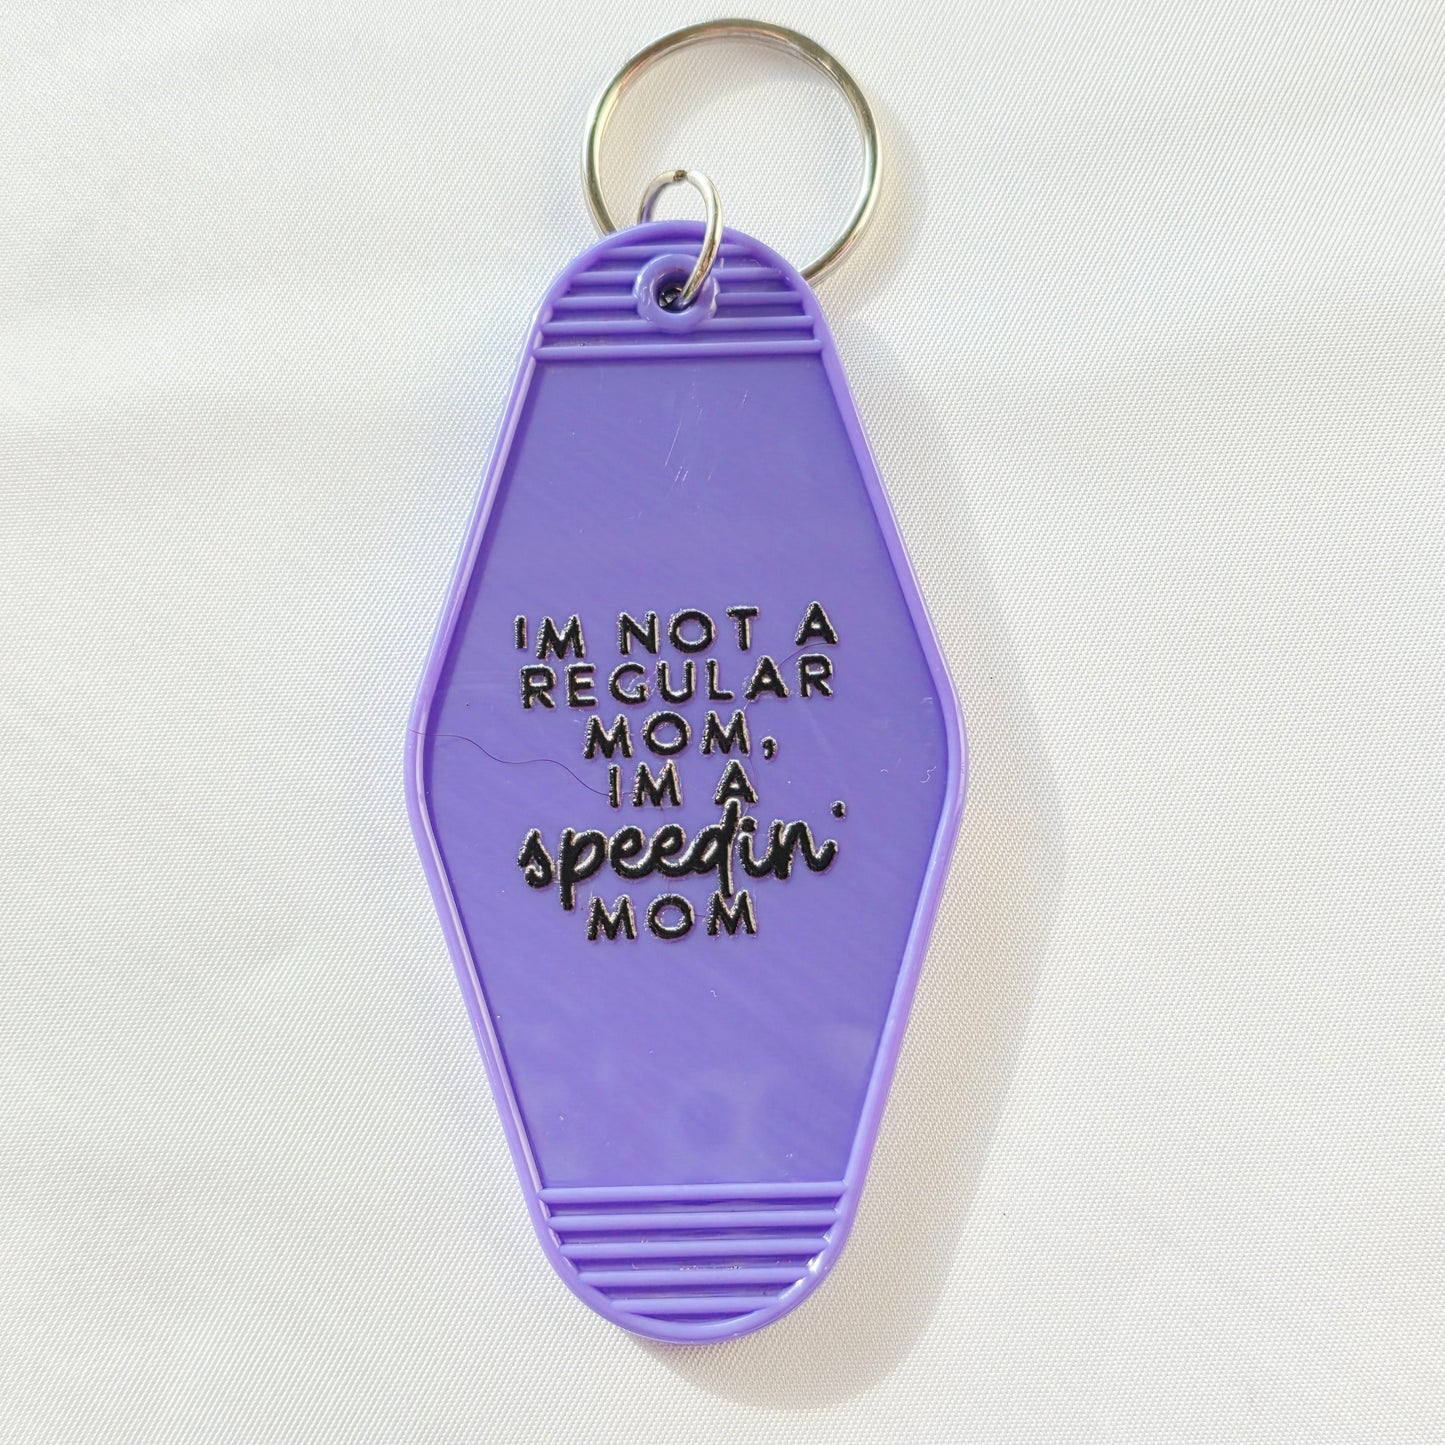 IM NOT A
REGULAR
MOM,
IM A
speedin'
MOM